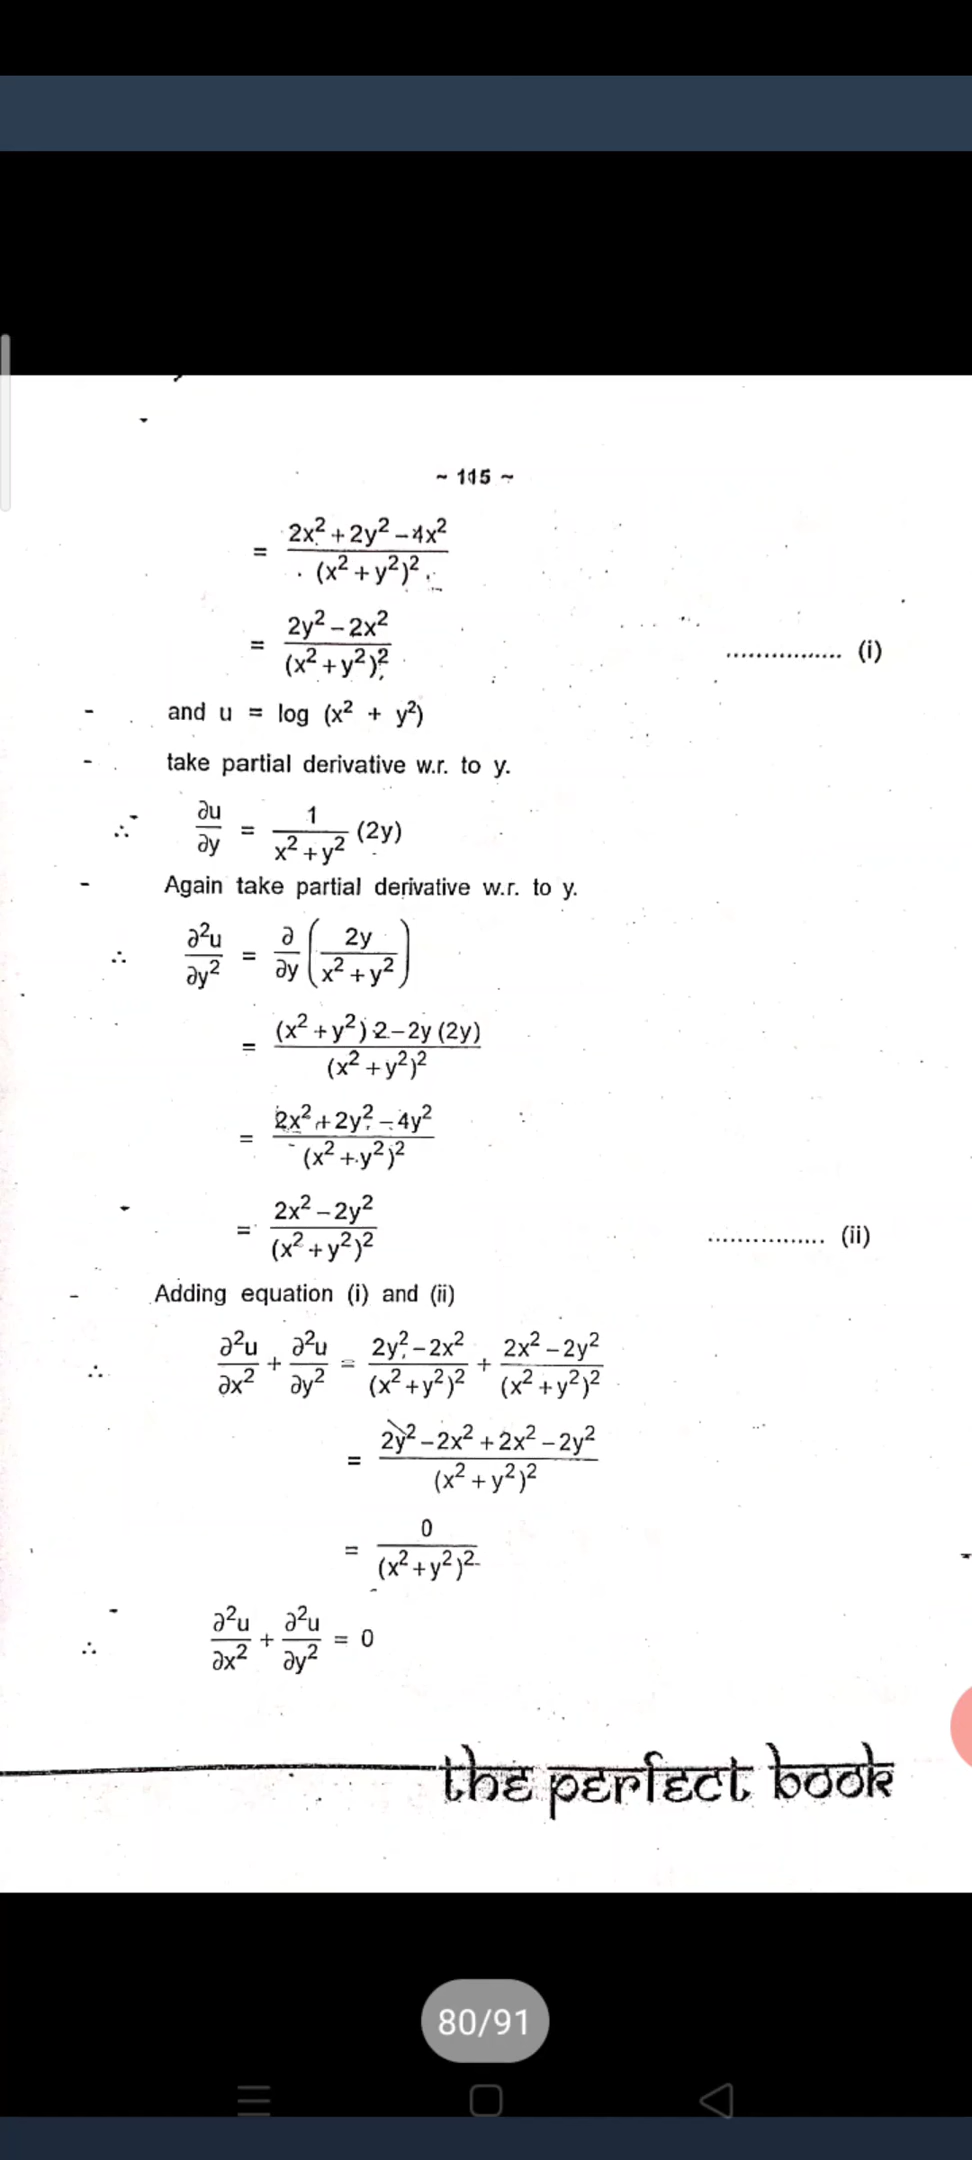 ~ 115 ~
= 2x² + 2y² – 4x² / (x² + y²)²
= 2y² – 2x² / (x² + y²)² ................ (i)
- and u = log (x² + y²)
- take partial derivative w.r. to y.
∴ ∂u/∂y = 1/(x² + y²) (2y)
- Again take partial derivative w.r. to y.
∴ ∂²u/∂y² = ∂/∂y (2y / x² + y²)
= (x² + y²) 2 – 2y (2y) / (x² + y²)²
= 2x² + 2y² – 4y² / (x² + y²)²
= 2x² – 2y² / (x² + y²)² ................ (ii)
- Adding equation (i) and (ii)
∴ ∂²u/∂x² + ∂²u/∂y² = 2y² – 2x² / (x² + y²)² + 2x² – 2y² / (x² + y²)²
= 2y² – 2x² + 2x² – 2y² / (x² + y²)²
= 0 / (x² + y²)²
∴ ∂²u/∂x² + ∂²u/∂y² = 0
the perfect book
80/91